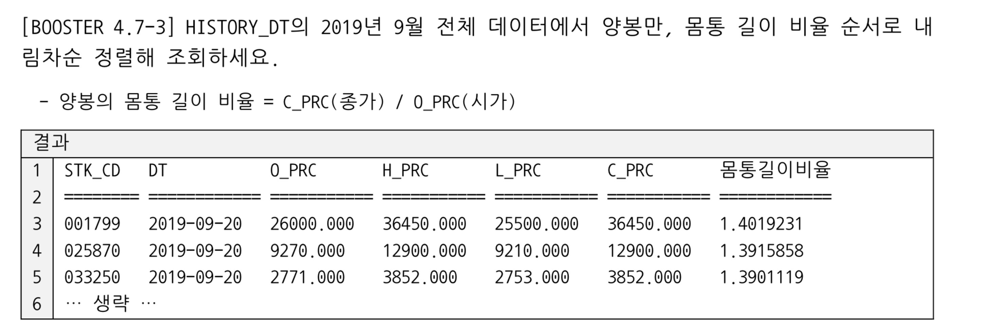 [BOOSTER 4.7-3] HISTORY_DT의 2019년 9월 전체 데이터에서 양봉만, 몸통 길이 비율 순서로 내
림차순 정렬해 조회하세요.
- 양봉의 몸통 길이 비율 = C_PRC(종가) / O_PRC(시가)
결과
1 STK_CD DT O_PRC H_PRC L_PRC C_PRC 몸통길이비율
2 ======== ============ =========== =========== =========== =========== ============
3 001799 2019-09-20 26000.000 36450.000 25500.000 36450.000 1.4019231
4 025870 2019-09-20 9270.000 12900.000 9210.000 12900.000 1.3915858
5 033250 2019-09-20 2771.000 3852.000 2753.000 3852.000 1.3901119
6 … 생략 …